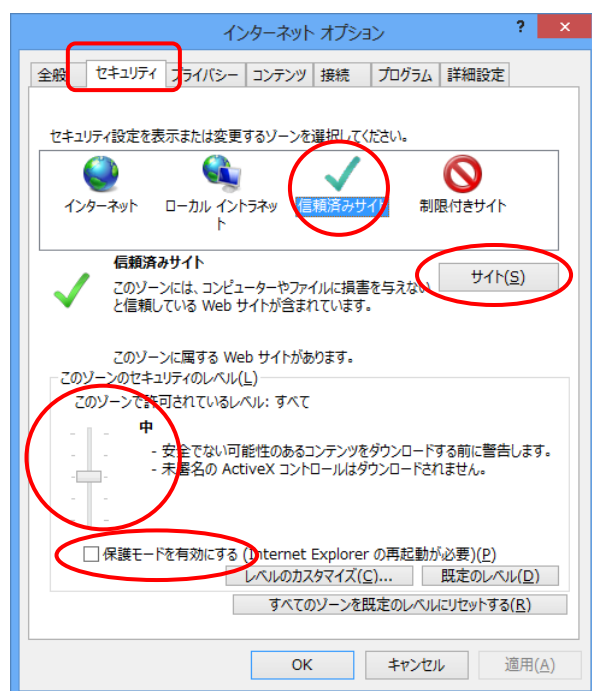 インターネット オプション
? ×
全般 セキュリティ プライバシー コンテンツ 接続 プログラム 詳細設定
セキュリティ設定を表示または変更するゾーンを選択してください。
インターネット ローカル イントラネット 信頼済みサイト 制限付きサイト
信頼済みサイト
サイト(S)
このゾーンには、コンピューターやファイルに損害を与えない
と信頼している Web サイトが含まれています。
このゾーンに属する Web サイトがあります。
このゾーンのセキュリティのレベル(L)
このゾーンで許可されているレベル: すべて
中
- 安全でない可能性のあるコンテンツをダウンロードする前に警告します。
- 未署名の ActiveX コントロールはダウンロードされません。
保護モードを有効にする (Internet Explorer の再起動が必要)(P)
レベルのカスタマイズ(C)... 既定のレベル(D)
すべてのゾーンを既定のレベルにリセットする(R)
OK キャンセル 適用(A)